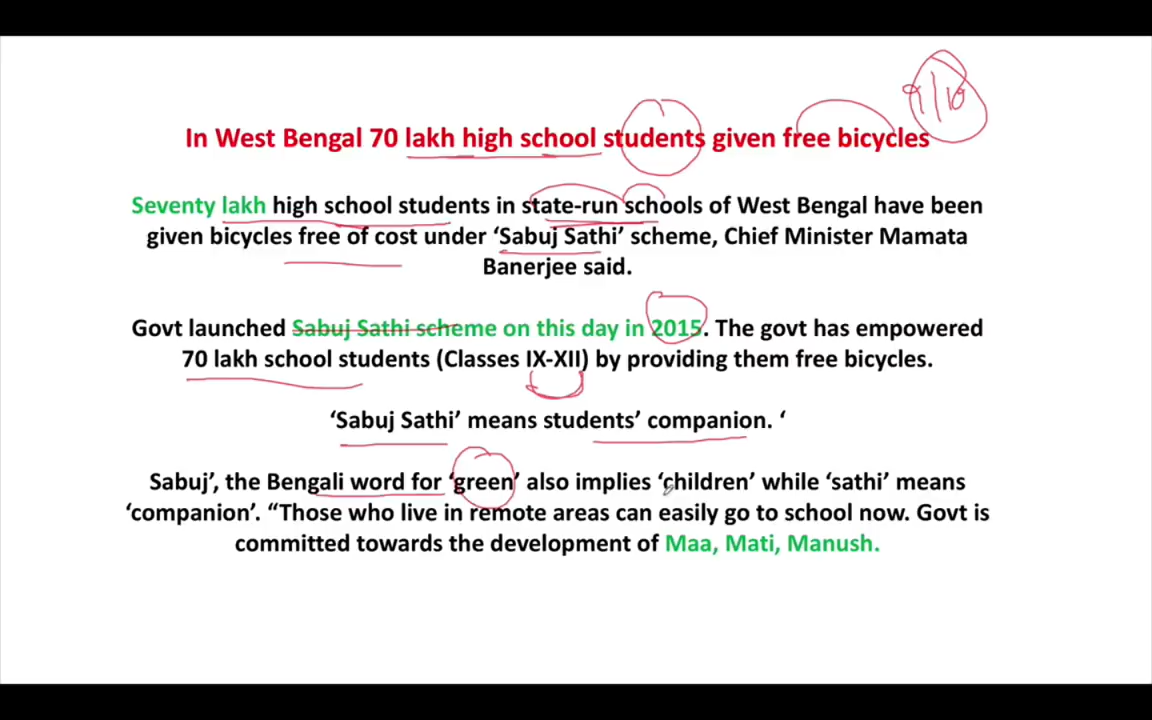 In West Bengal 70 lakh high school students given free bicycles
Seventy lakh high school students in state-run schools of West Bengal have been
given bicycles free of cost under ‘Sabuj Sathi’ scheme, Chief Minister Mamata
Banerjee said.
Govt launched Sabuj Sathi scheme on this day in 2015. The govt has empowered
70 lakh school students (Classes IX-XII) by providing them free bicycles.
‘Sabuj Sathi’ means students’ companion. ‘
Sabuj’, the Bengali word for ‘green’ also implies ‘children’ while ‘sathi’ means
‘companion’. “Those who live in remote areas can easily go to school now. Govt is
committed towards the development of Maa, Mati, Manush.